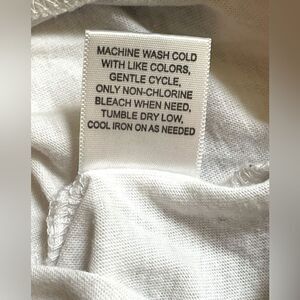 MACHINE WASH COLD
WITH LIKE COLORS,
GENTLE CYCLE,
ONLY NON-CHLORINE
BLEACH WHEN NEED,
TUMBLE DRY LOW,
COOL IRON ON AS NEEDED